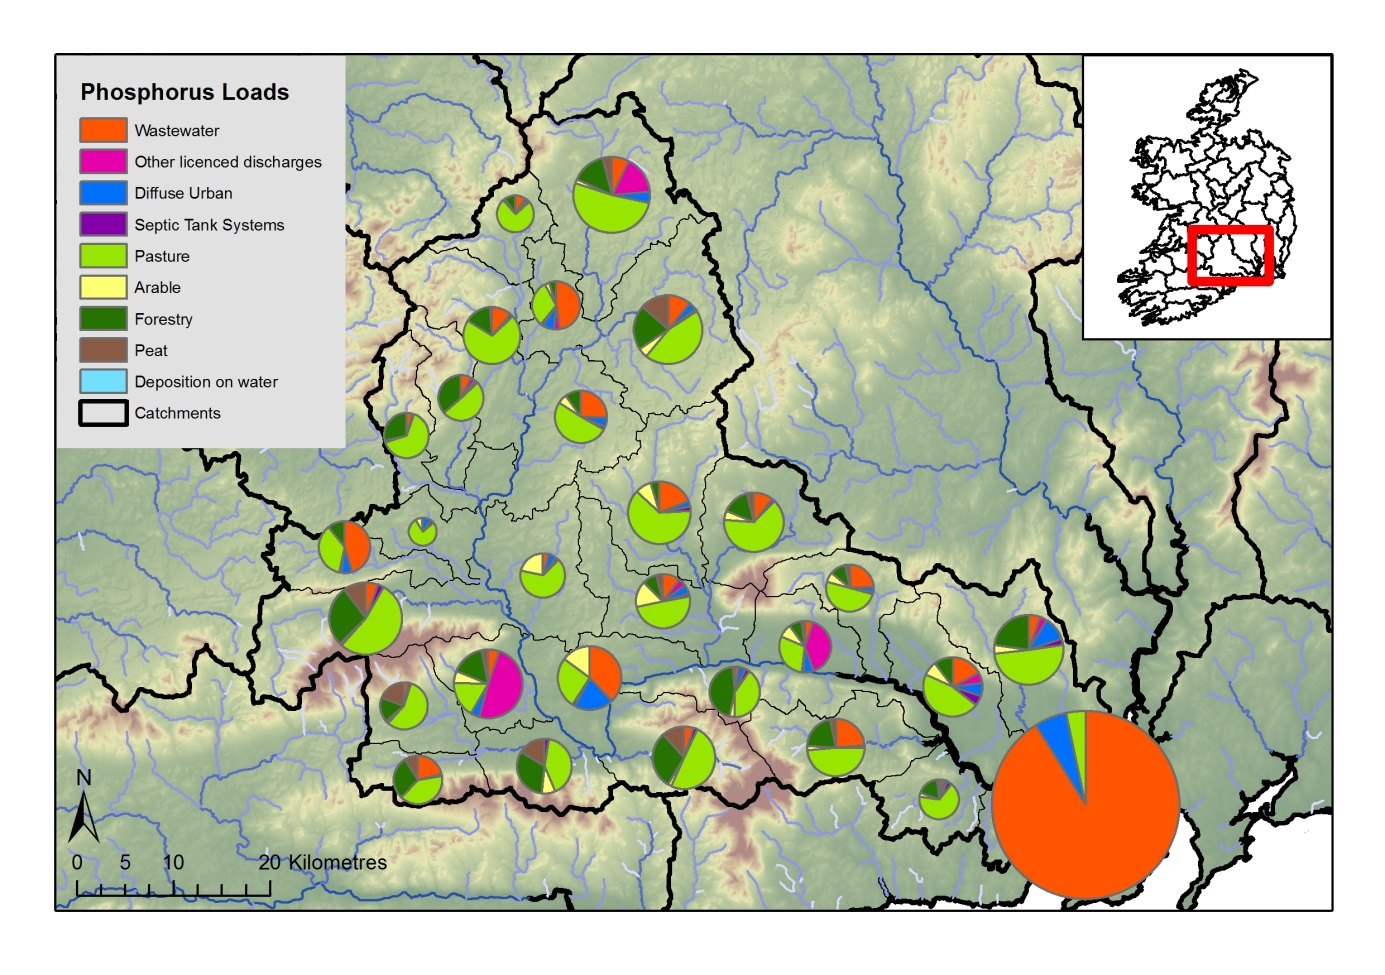 Phosphorus Loads
Wastewater
Other licenced discharges
Diffuse Urban
Septic Tank Systems
Pasture
Arable
Forestry
Peat
Deposition on water
Catchments
N
0 5 10 20 Kilometres